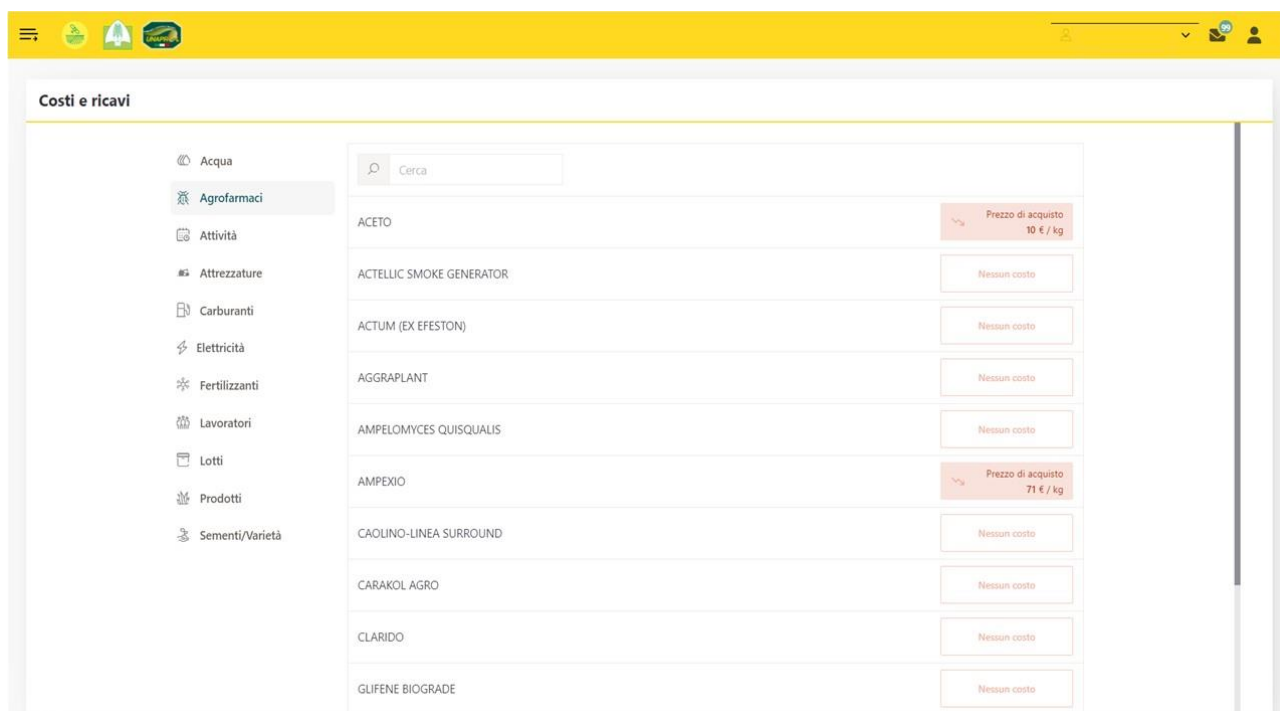 99
Costi e ricavi
Acqua
Agrofarmaci
Attività
Attrezzature
Carburanti
Elettricità
Fertilizzanti
Lavoratori
Lotti
Prodotti
Sementi/Varietà
Cerca
ACETO
Prezzo di acquisto
10 € / kg
ACTELLIC SMOKE GENERATOR
Nessun costo
ACTUM (EX EFESTON)
Nessun costo
AGGRAPLANT
Nessun costo
AMPELOMYCES QUISQUALIS
Nessun costo
AMPEXIO
Prezzo di acquisto
71 € / kg
CAOLINO-LINEA SURROUND
Nessun costo
CARAKOL AGRO
Nessun costo
CLARIDO
Nessun costo
GLIFENE BIOGRADE
Nessun costo